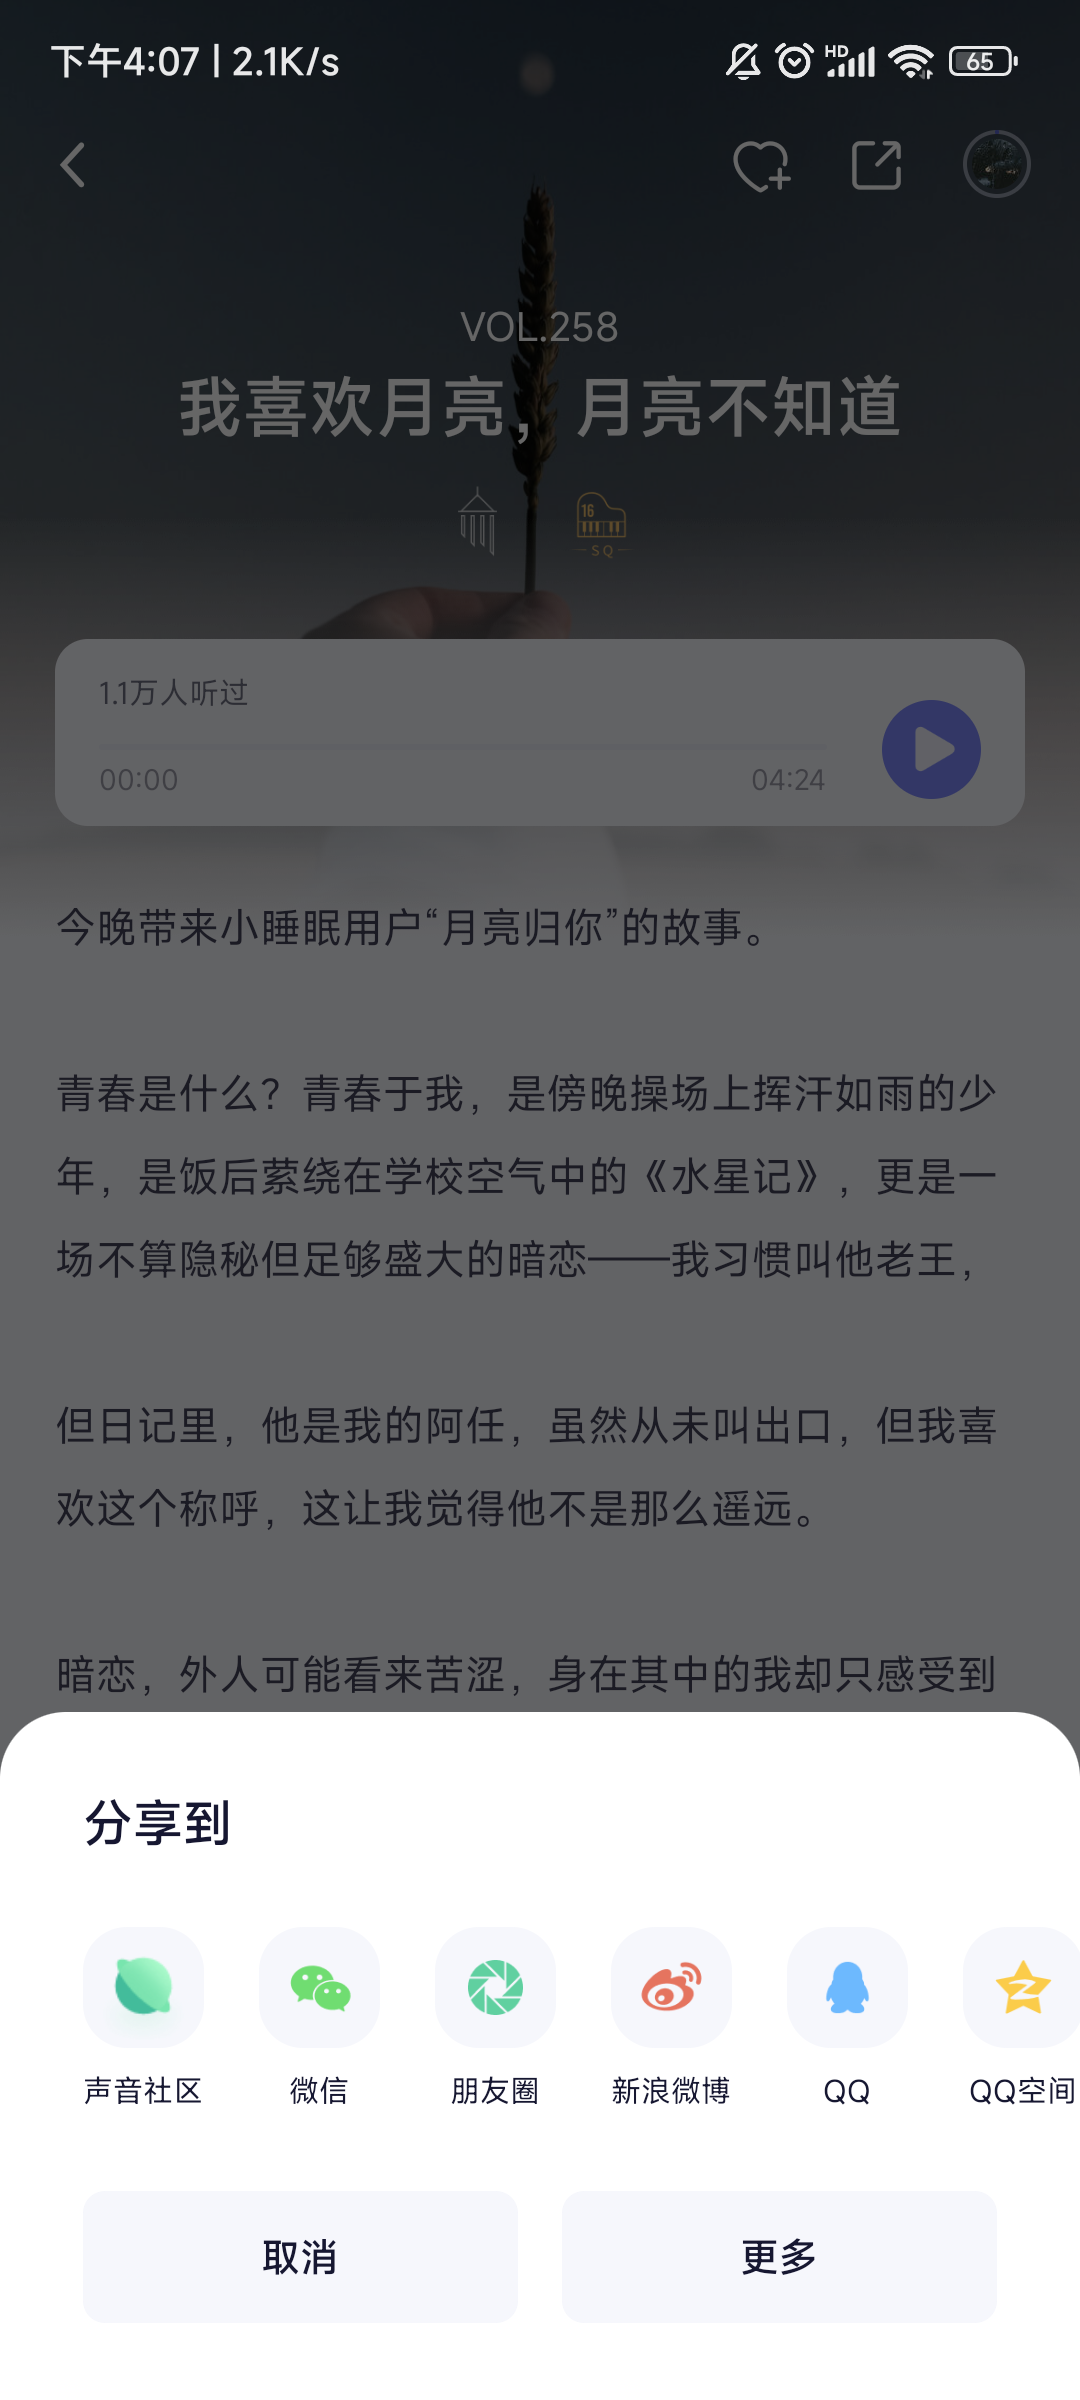 下午4:07 | 2.1K/s
HD
65
VOL.258
我喜欢月亮，月亮不知道
16
SQ
1.1万人听过
00:00
04:24
今晚带来小睡眠用户“月亮归你”的故事。
青春是什么？青春于我，是傍晚操场上挥汗如雨的少
年，是饭后萦绕在学校空气中的《水星记》，更是一
场不算隐秘但足够盛大的暗恋——我习惯叫他老王，
但日记里，他是我的阿任，虽然从未叫出口，但我喜
欢这个称呼，这让我觉得他不是那么遥远。
暗恋，外人可能看来苦涩，身在其中的我却只感受到
分享到
声音社区
微信
朋友圈
新浪微博
QQ
QQ空间
取消
更多